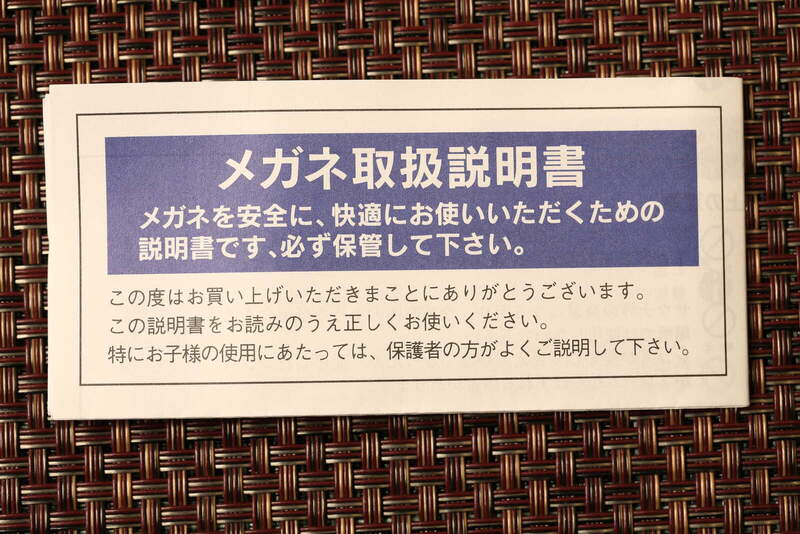 メガネ取扱説明書
メガネを安全に、快適にお使いいただくための
説明書です、必ず保管して下さい。
この度はお買い上げいただきまことにありがとうございます。
この説明書をお読みのうえ正しくお使いください。
特にお子様の使用にあたっては、保護者の方がよくご説明して下さい。